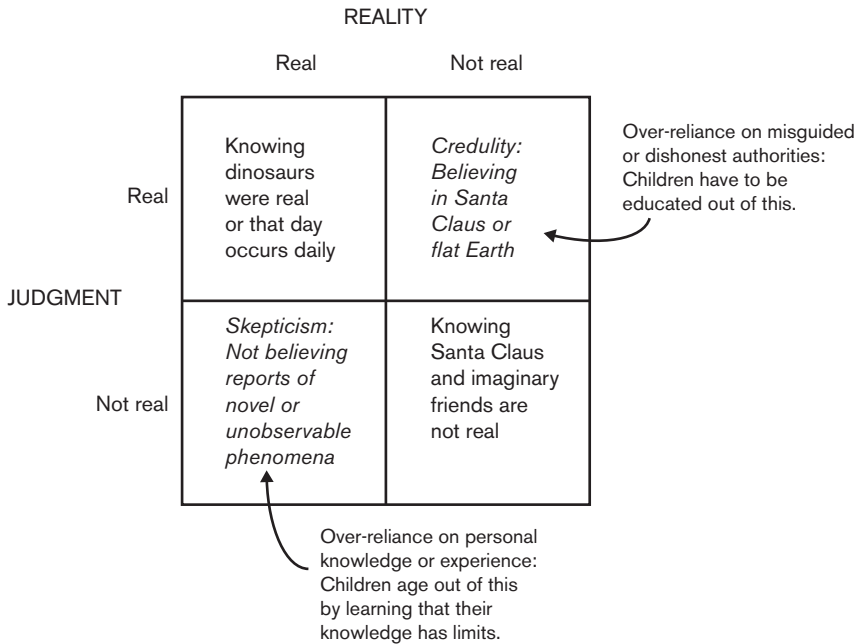 REALITY
Real
Not real
Knowing
dinosaurs
were real
or that day
occurs daily
Credulity:
Believing
in Santa
Claus or
flat Earth
Over-reliance on misguided
or dishonest authorities:
Children have to be
educated out of this.
Real
JUDGMENT
Not real
Skepticism:
Not believing
reports of
novel or
unobservable
phenomena
Knowing
Santa Claus
and imaginary
friends are
not real
Over-reliance on personal
knowledge or experience:
Children age out of this
by learning that their
knowledge has limits.